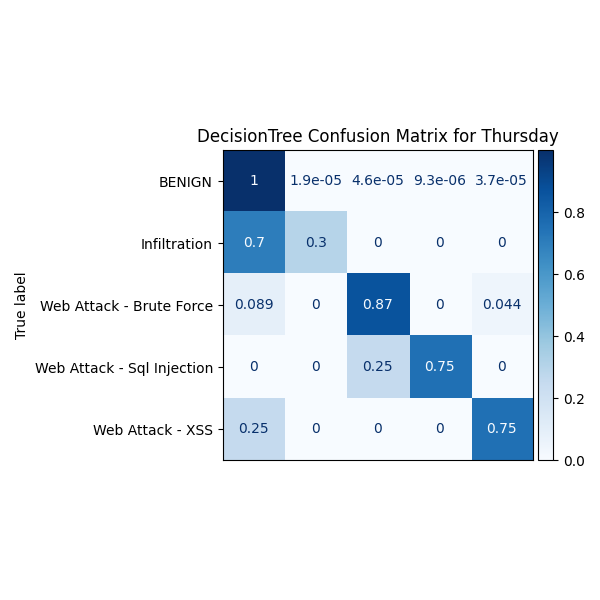 DecisionTree Confusion Matrix for Thursday
BENIGN 1 1.9e-05 4.6e-05 9.3e-06 3.7e-05
Infiltration 0.7 0.3 0 0 0
Web Attack - Brute Force 0.089 0 0.87 0 0.044
Web Attack - Sql Injection 0 0 0.25 0.75 0
Web Attack - XSS 0.25 0 0 0 0.75
True label
0.8
0.6
0.4
0.2
0.0